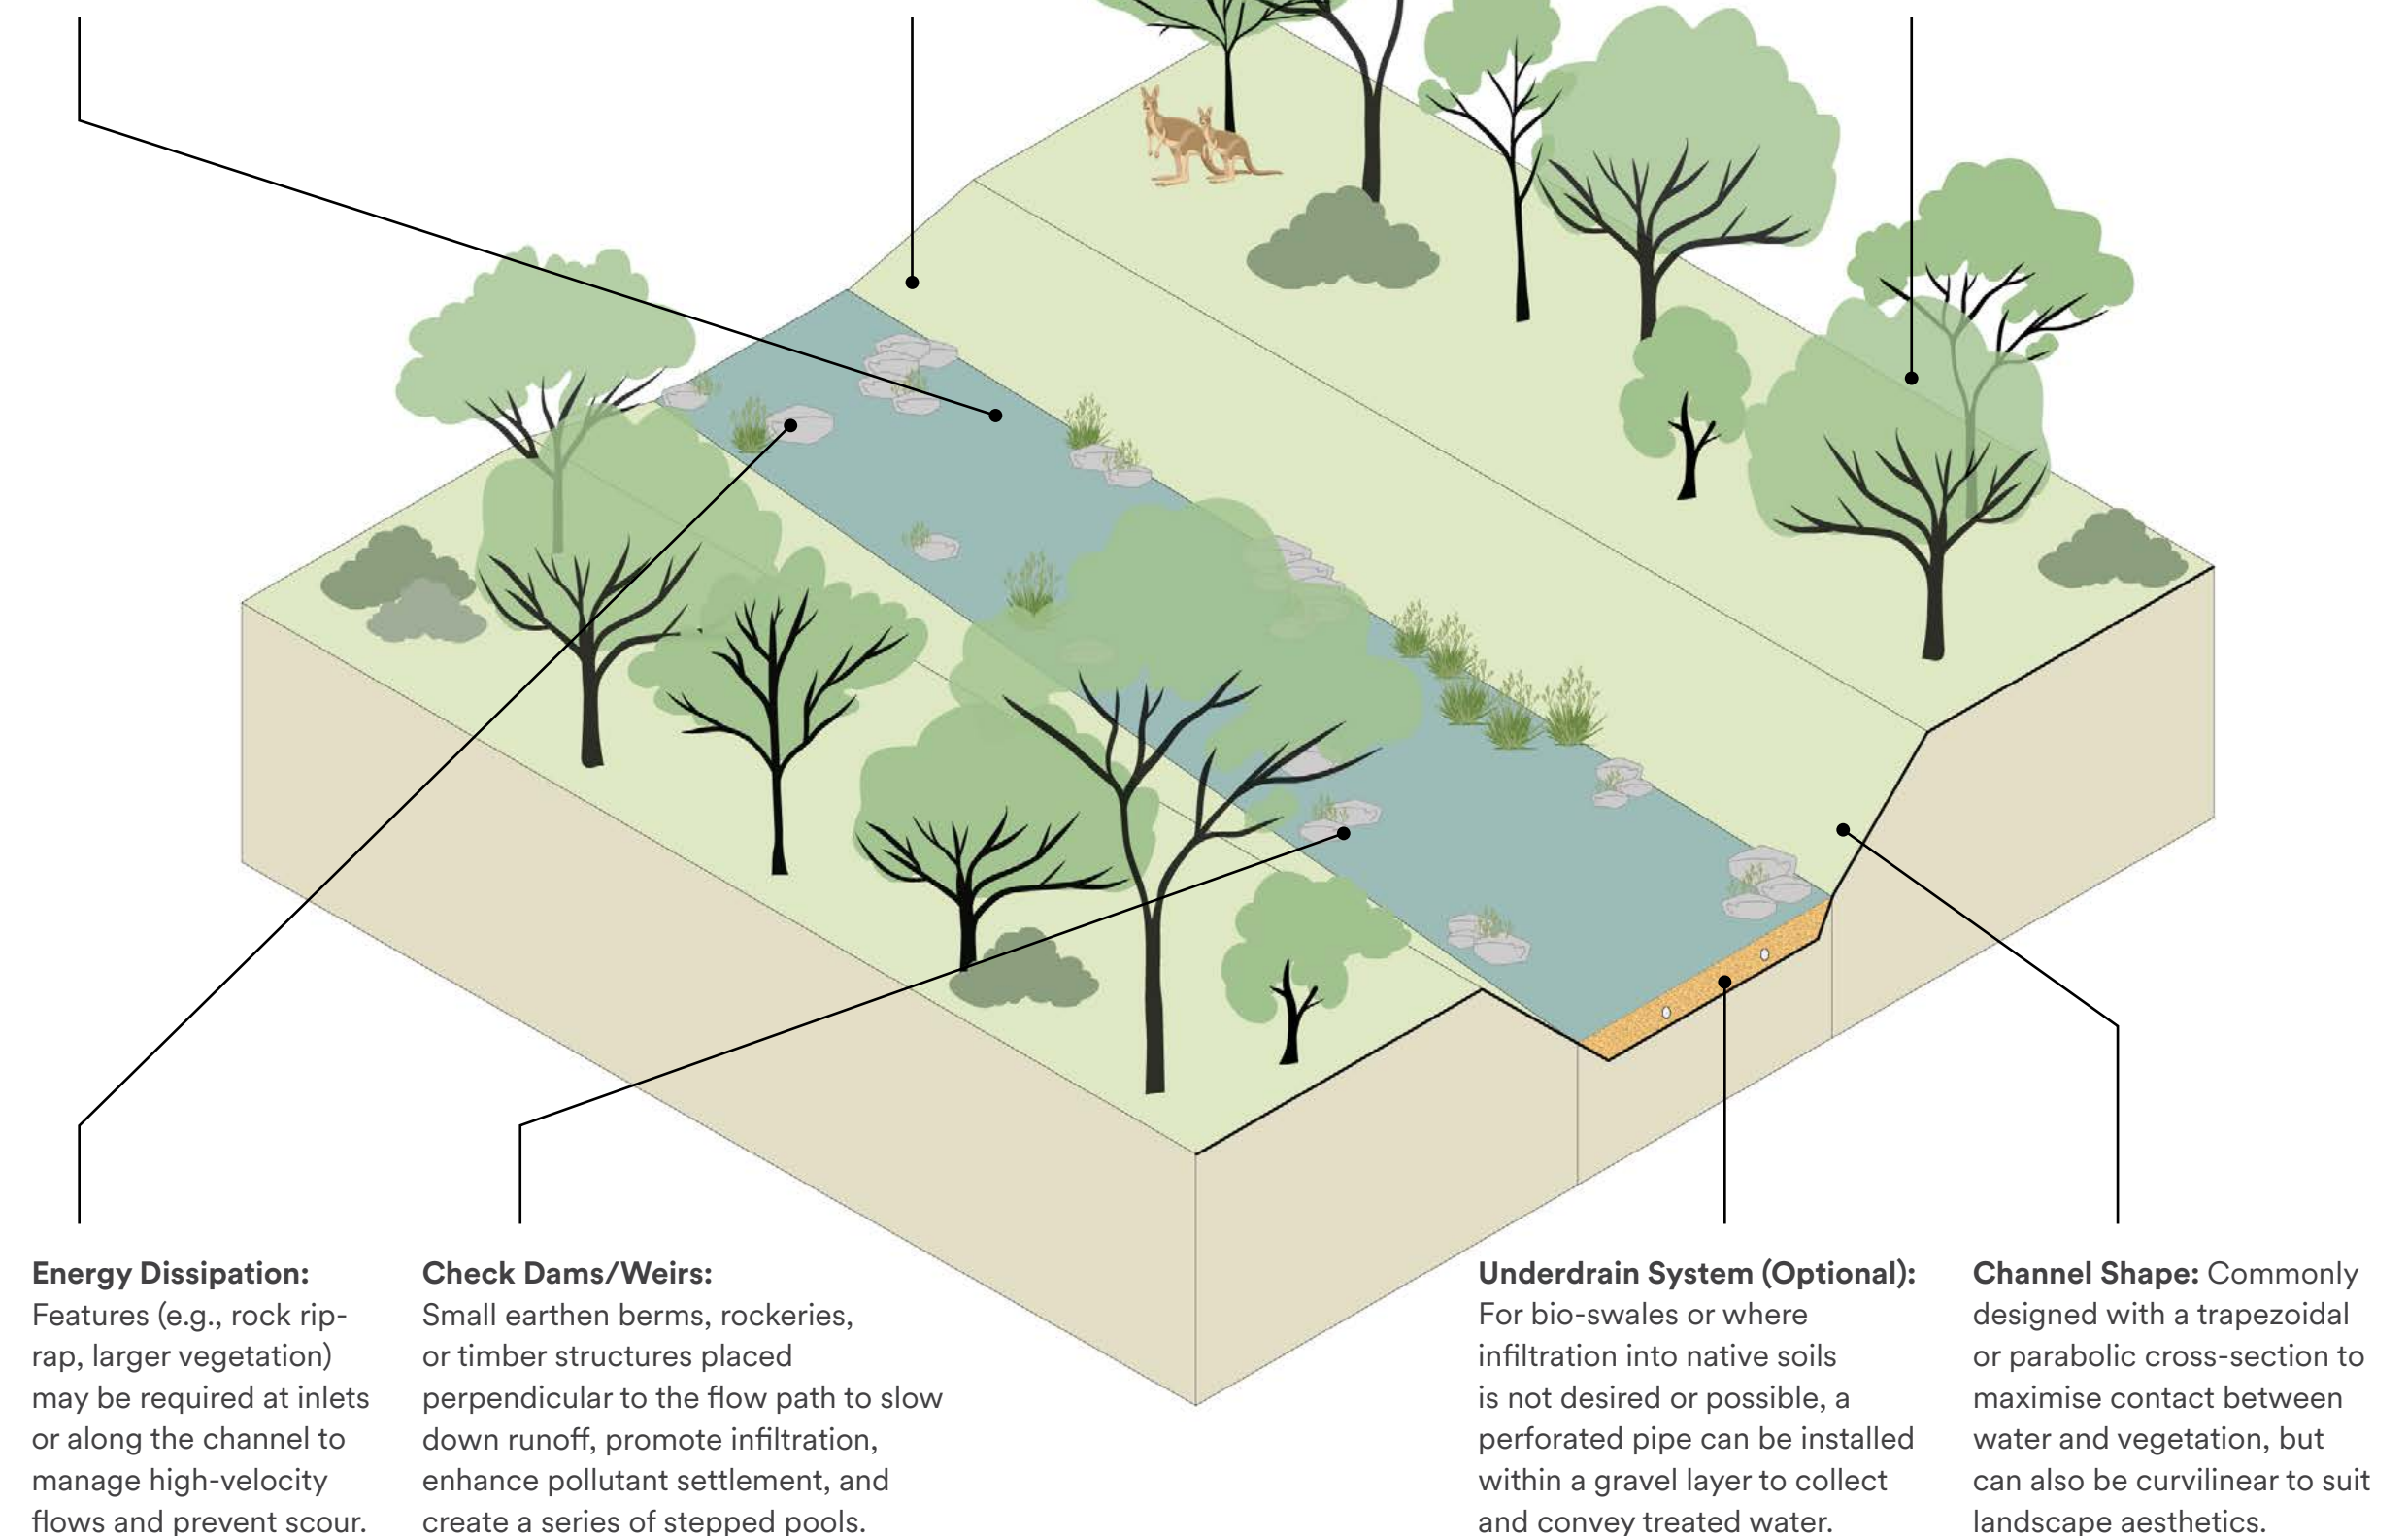 Energy Dissipation:
Features (e.g., rock rip-
rap, larger vegetation)
may be required at inlets
or along the channel to
manage high-velocity
flows and prevent scour.
Check Dams/Weirs:
Small earthen berms, rockeries,
or timber structures placed
perpendicular to the flow path to slow
down runoff, promote infiltration,
enhance pollutant settlement, and
create a series of stepped pools.
Underdrain System (Optional):
For bio-swales or where
infiltration into native soils
is not desired or possible, a
perforated pipe can be installed
within a gravel layer to collect
and convey treated water.
Channel Shape: Commonly
designed with a trapezoidal
or parabolic cross-section to
maximise contact between
water and vegetation, but
can also be curvilinear to suit
landscape aesthetics.